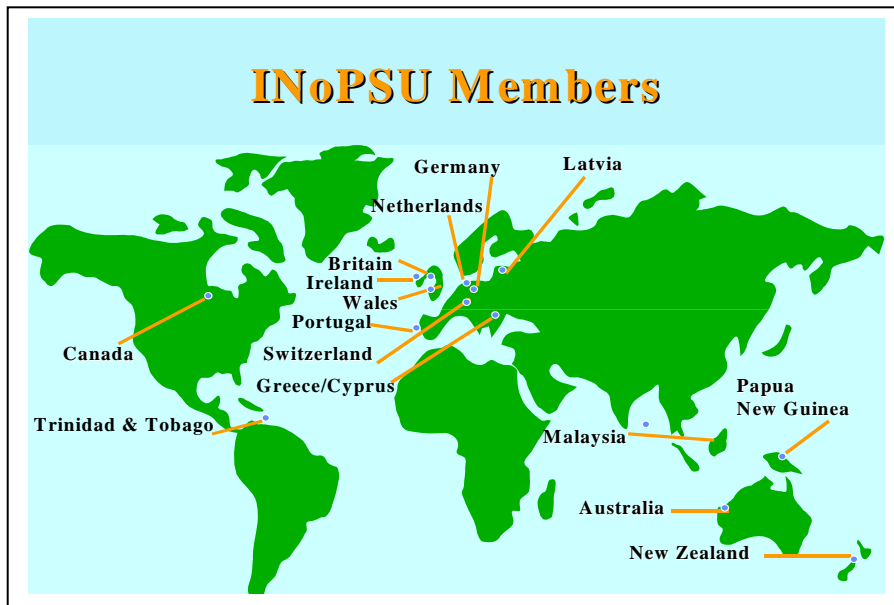 INoPSU Members
Germany
Latvia
Netherlands
Britain
Ireland
Wales
Portugal
Canada
Switzerland
Greece/Cyprus
Papua
New Guinea
Trinidad & Tobago
Malaysia
Australia
New Zealand